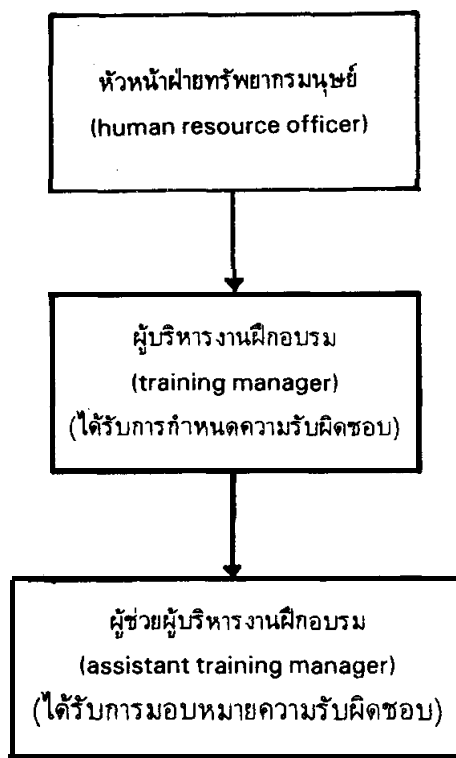 หัวหน้าฝ่ายทรัพยากรมนุษย์
(human resource officer)
ผู้บริหารงานฝึกอบรม
(training manager)
(ได้รับการกำหนดความรับผิดชอบ)
ผู้ช่วยผู้บริหารงานฝึกอบรม
(assistant training manager)
(ได้รับการมอบหมายความรับผิดชอบ)